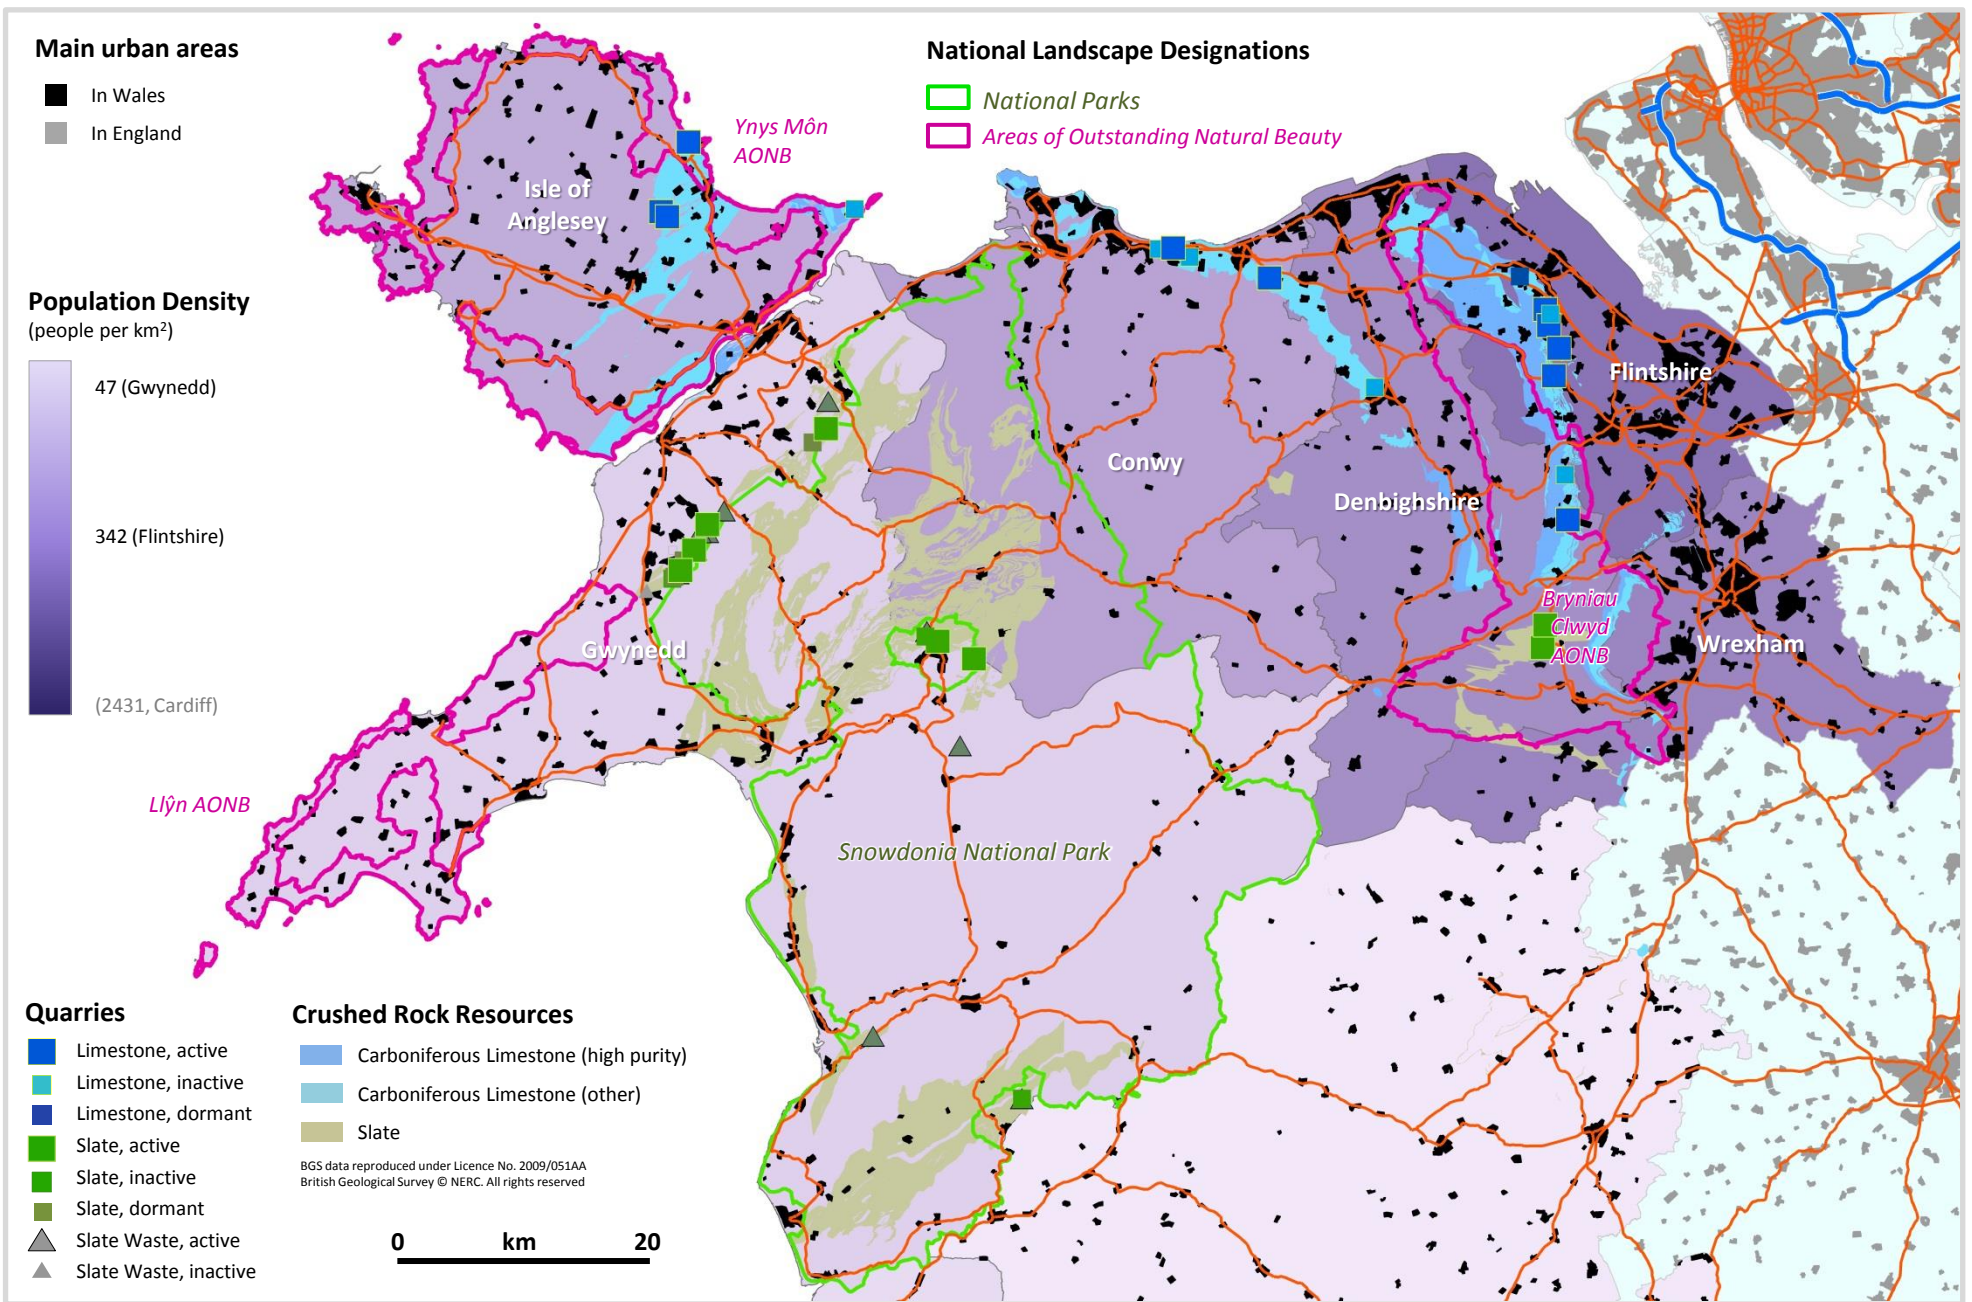 Main urban areas
In Wales
In England
National Landscape Designations
National Parks
Areas of Outstanding Natural Beauty
Ynys Môn
AONB
Isle of
Anglesey
Population Density
(people per km²)
47 (Gwynedd)
342 (Flintshire)
(2431, Cardiff)
Flintshire
Conwy
Denbighshire
Bryniau
Clwyd
AONB
Wrexham
Gwynedd
Llŷn AONB
Snowdonia National Park
Quarries
Limestone, active
Limestone, inactive
Limestone, dormant
Slate, active
Slate, inactive
Slate, dormant
Slate Waste, active
Slate Waste, inactive
Crushed Rock Resources
Carboniferous Limestone (high purity)
Carboniferous Limestone (other)
Slate
BGS data reproduced under Licence No. 2009/051AA
British Geological Survey © NERC. All rights reserved
0 km 20